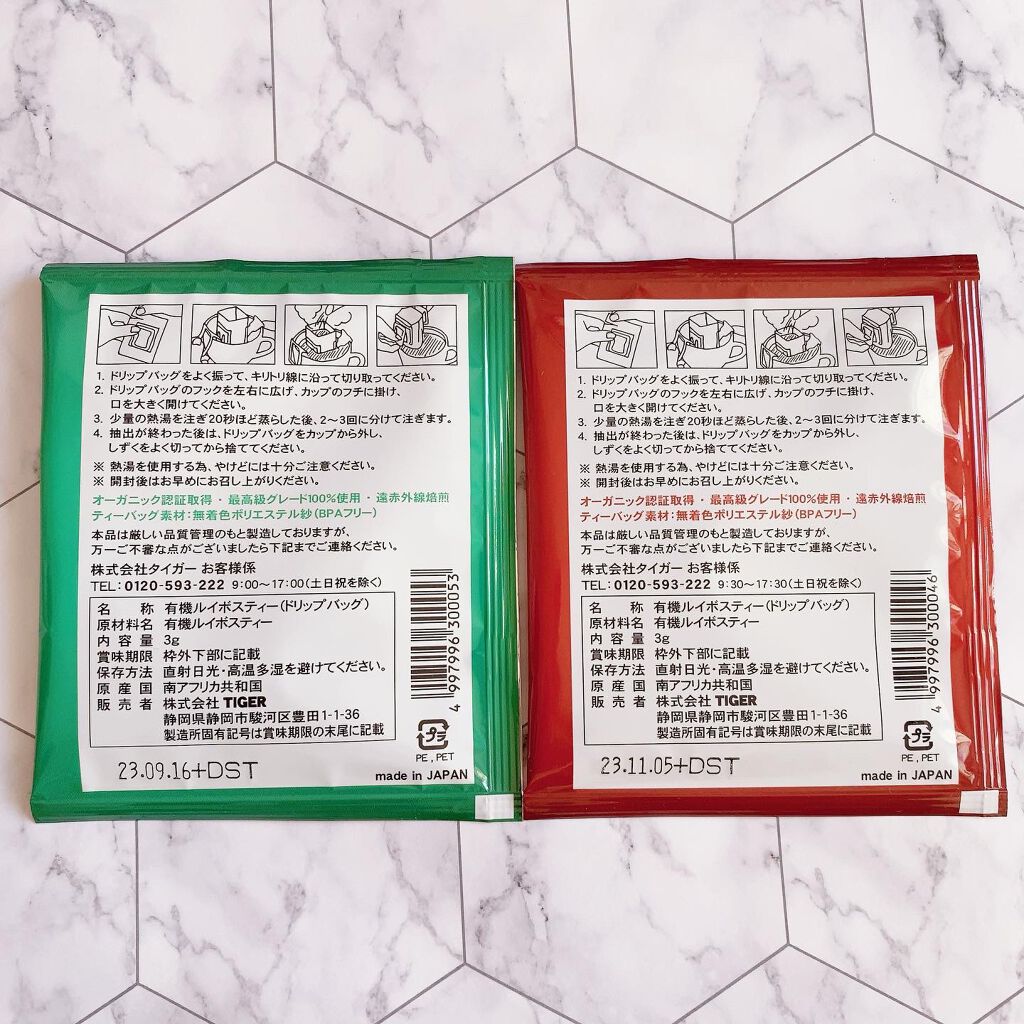 1. ドリップバッグをよく振って、キリトリ線に沿って切り取ってください。
2. ドリップバッグのフックを左右に広げ、カップのフチに掛け、
口を大きく開けてください。
3. 少量の熱湯を注ぎ20秒ほど蒸らした後、2〜3回に分けて注ぎます。
4. 抽出が終わった後は、ドリップバッグをカップから外し、
しずくをよく切ってから捨ててください。
※ 熱湯を使用する為、やけどには十分ご注意ください。
※ 開封後はお早めにお召し上がりください。
オーガニック認証取得・最高級グレード100%使用・遠赤外線焙煎
ティーバッグ素材:無着色ポリエステル紗(BPAフリー)
本品は厳しい品質管理のもと製造しておりますが、
万一ご不審な点がございましたら下記までご連絡ください。
株式会社タイガー お客様係
TEL:0120-593-222 9:00〜17:00(土日祝を除く)
名称 有機ルイボスティー(ドリップバッグ)
原材料名 有機ルイボスティー
内容量 3g
賞味期限 枠外下部に記載
保存方法 直射日光・高温多湿を避けてください。
原産国 南アフリカ共和国
販売者 株式会社TIGER
静岡県静岡市駿河区豊田1-1-36
製造所固有記号は賞味期限の末尾に記載
4 997996 300053
プラ
PE, PET
23.09.16+DST
made in JAPAN
1. ドリップバッグをよく振って、キリトリ線に沿って切り取ってください。
2. ドリップバッグのフックを左右に広げ、カップのフチに掛け、
口を大きく開けてください。
3. 少量の熱湯を注ぎ20秒ほど蒸らした後、2〜3回に分けて注ぎます。
4. 抽出が終わった後は、ドリップバッグをカップから外し、
しずくをよく切ってから捨ててください。
※ 熱湯を使用する為、やけどには十分ご注意ください。
※ 開封後はお早めにお召し上がりください。
オーガニック認証取得・最高級グレード100%使用・遠赤外線焙煎
ティーバッグ素材:無着色ポリエステル紗(BPAフリー)
本品は厳しい品質管理のもと製造しておりますが、
万一ご不審な点がございましたら下記までご連絡ください。
株式会社タイガー お客様係
TEL:0120-593-222 9:30〜17:30(土日祝を除く)
名称 有機ルイボスティー(ドリップバッグ)
原材料名 有機ルイボスティー
内容量 3g
賞味期限 枠外下部に記載
保存方法 直射日光・高温多湿を避けてください。
原産国 南アフリカ共和国
販売者 株式会社TIGER
静岡県静岡市駿河区豊田1-1-36
製造所固有記号は賞味期限の末尾に記載
4 997996 300046
プラ
PE, PET
23.11.05+DST
made in JAPAN